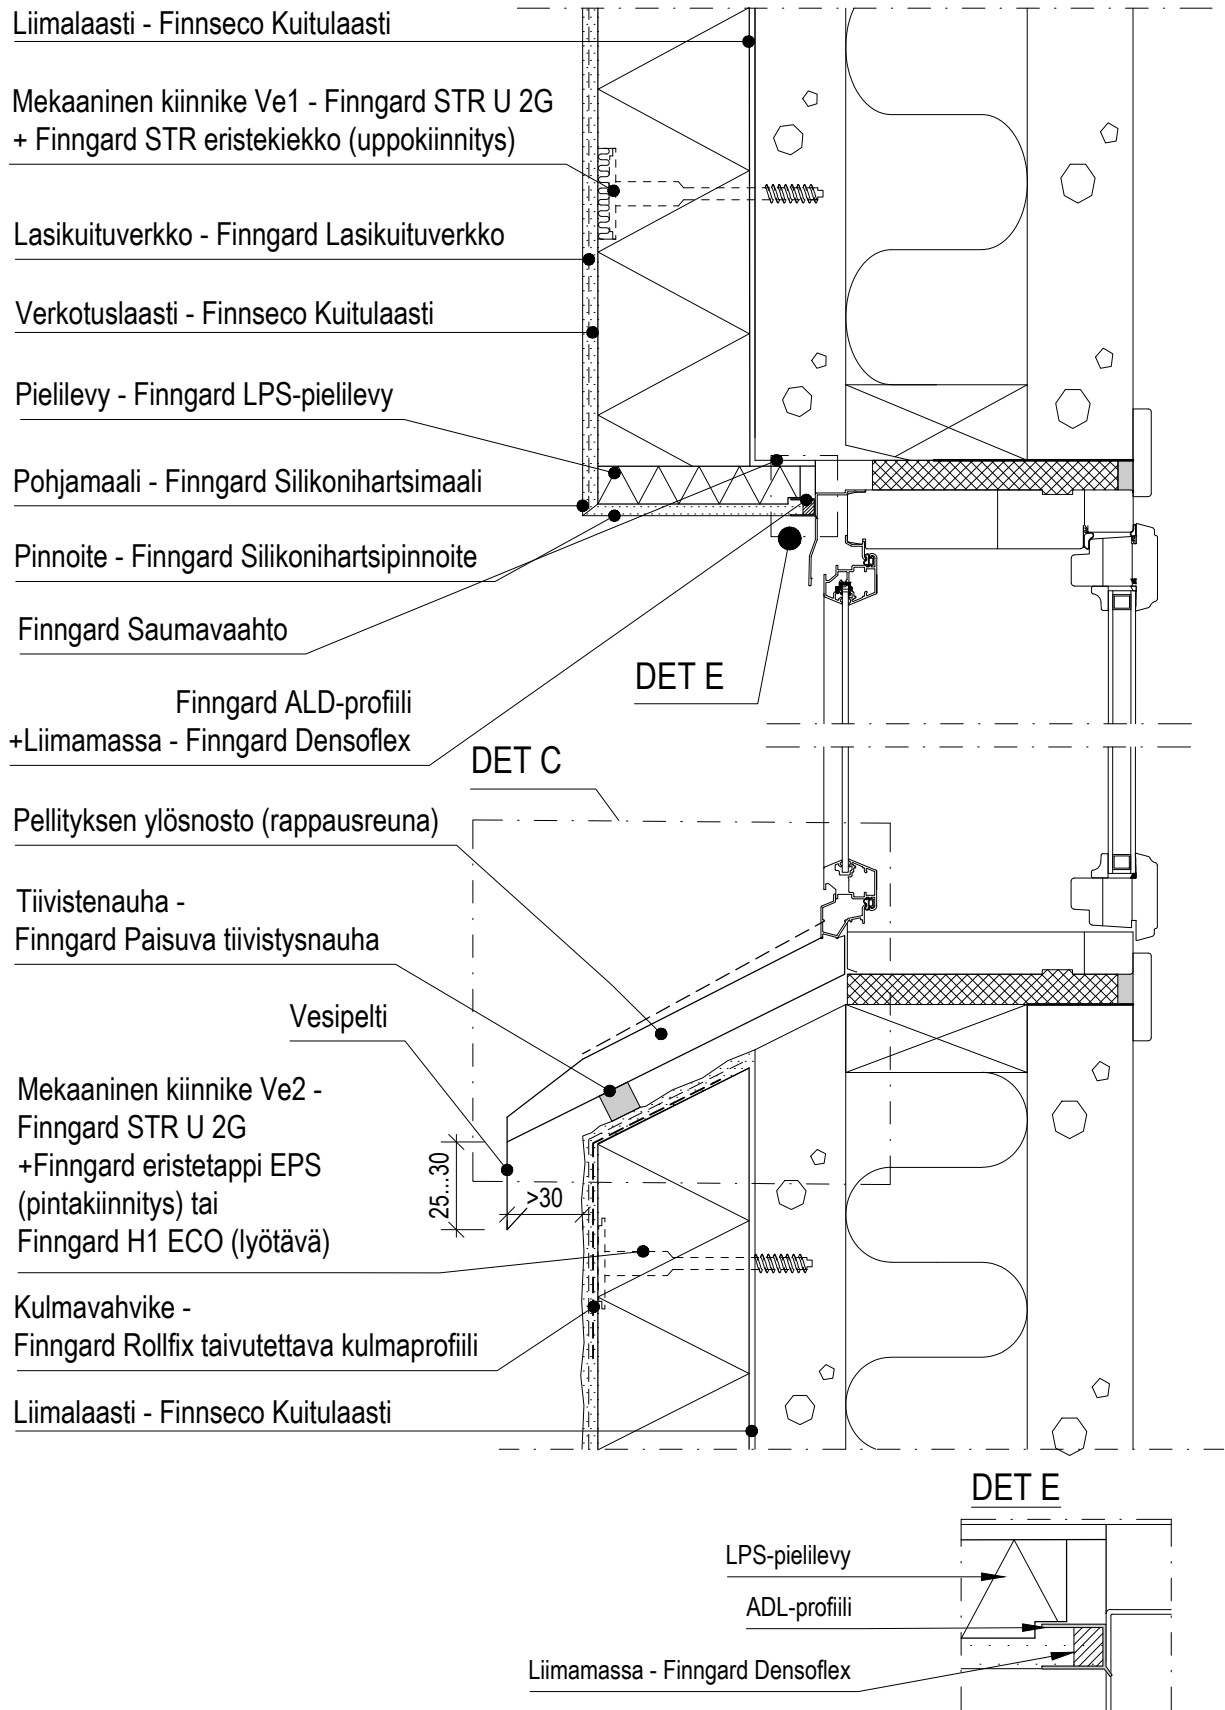 Liimalaasti - Finnseco Kuitulaasti
Mekaaninen kiinnike Ve1 - Finngard STR U 2G
+ Finngard STR eristekiekko (uppokiinnitys)
Lasikuituverkko - Finngard Lasikuituverkko
Verkotuslaasti - Finnseco Kuitulaasti
Pielilevy - Finngard LPS-pielilevy
Pohjamaali - Finngard Silikonihartsimaali
Pinnoite - Finngard Silikonihartsipinnoite
Finngard Saumavaahto
DET E
Finngard ALD-profiili
+Liimamassa - Finngard Densoflex
DET C
Pellityksen ylösnosto (rappausreuna)
Tiivistenauha -
Finngard Paisuva tiivistysnauha
Vesipelti
Mekaaninen kiinnike Ve2 -
Finngard STR U 2G
+Finngard eristetappi EPS
(pintakiinnitys) tai
Finngard H1 ECO (lyötävä)
25...30
>30
Kulmavahvike -
Finngard Rollfix taivutettava kulmaprofiili
Liimalaasti - Finnseco Kuitulaasti
DET E
LPS-pielilevy
ADL-profiili
Liimamassa - Finngard Densoflex